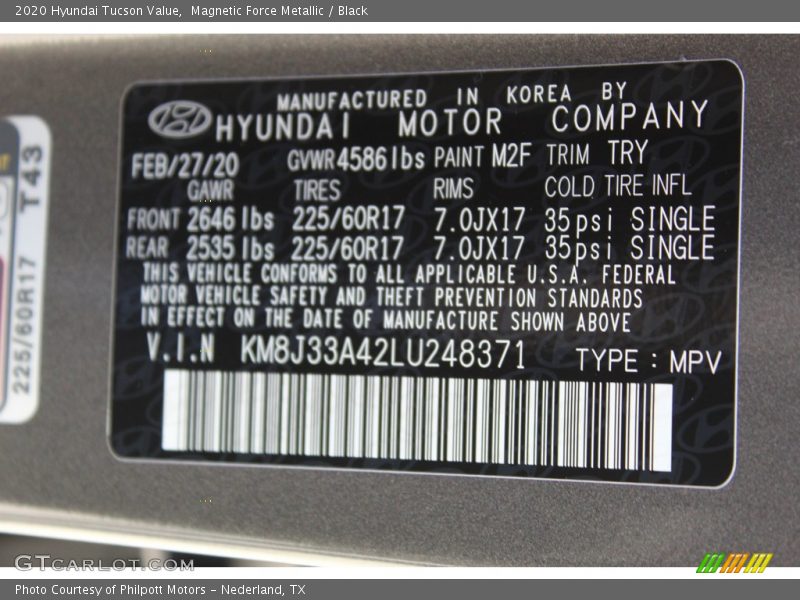 2020 Hyundai Tucson Value, Magnetic Force Metallic / Black
MANUFACTURED IN KOREA BY
HYUNDAI MOTOR COMPANY
FEB/27/20 GVWR 4586 lbs PAINT M2F TRIM TRY
GAWR TIRES RIMS COLD TIRE INFL
FRONT 2646 lbs 225/60R17 7.0JX17 35psi SINGLE
REAR 2535 lbs 225/60R17 7.0JX17 35psi SINGLE
THIS VEHICLE CONFORMS TO ALL APPLICABLE U.S.A. FEDERAL
MOTOR VEHICLE SAFETY AND THEFT PREVENTION STANDARDS
IN EFFECT ON THE DATE OF MANUFACTURE SHOWN ABOVE
V.I.N KM8J33A42LU248371 TYPE : MPV
225/60R17 T43
GTCARLOT.COM
Photo Courtesy of Philpott Motors - Nederland, TX